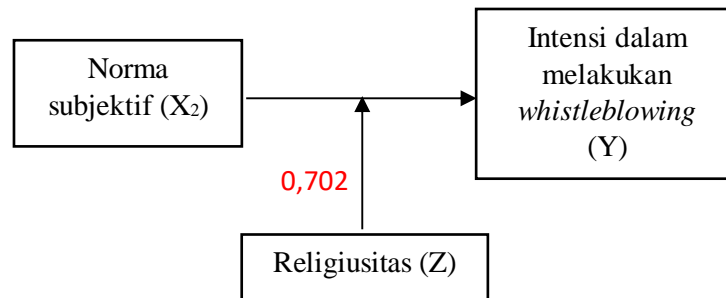 Norma
subjektif (X₂)
Intensi dalam
melakukan
whistleblowing
(Y)
0,702
Religiusitas (Z)